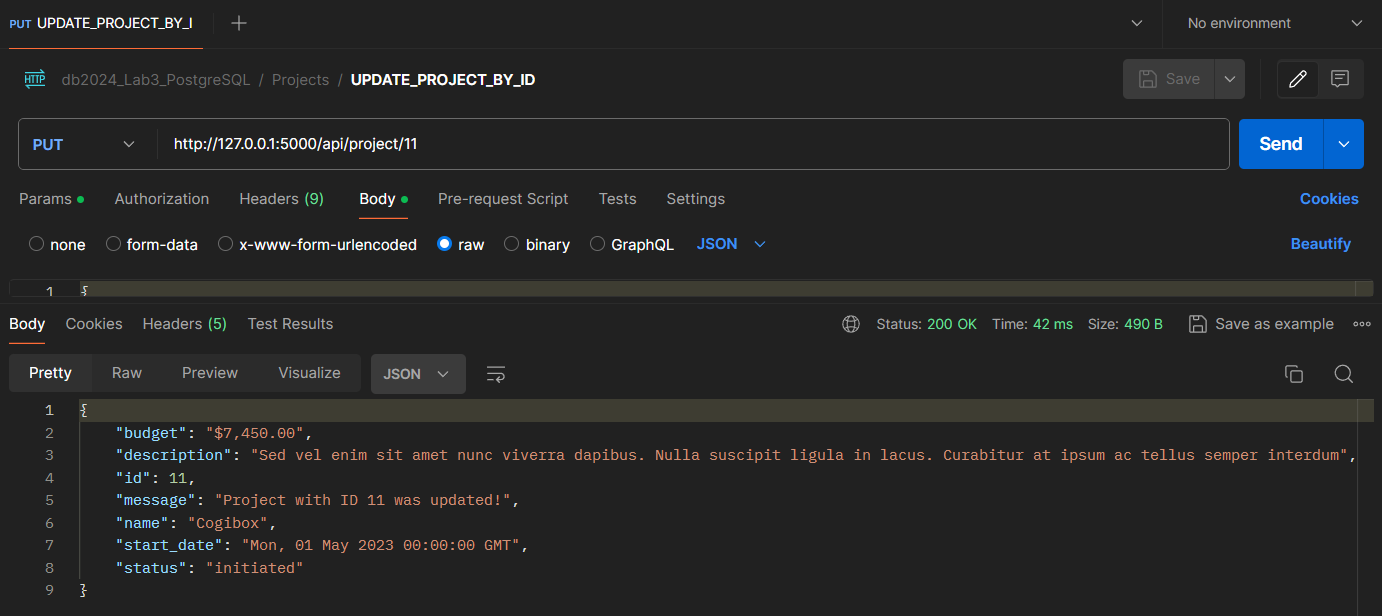 PUT UPDATE_PROJECT_BY_I
No environment
HTTP db2024_Lab3_PostgreSQL / Projects / UPDATE_PROJECT_BY_ID
Save
PUT http://127.0.0.1:5000/api/project/11 Send
Params Authorization Headers (9) Body Pre-request Script Tests Settings Cookies
none form-data x-www-form-urlencoded raw binary GraphQL JSON Beautify
1 {
Body Cookies Headers (5) Test Results Status: 200 OK Time: 42 ms Size: 490 B Save as example
Pretty Raw Preview Visualize JSON
1 {
2 "budget": "$7,450.00",
3 "description": "Sed vel enim sit amet nunc viverra dapibus. Nulla suscipit ligula in lacus. Curabitur at ipsum ac tellus semper interdum",
4 "id": 11,
5 "message": "Project with ID 11 was updated!",
6 "name": "Cogibox",
7 "start_date": "Mon, 01 May 2023 00:00:00 GMT",
8 "status": "initiated"
9 }